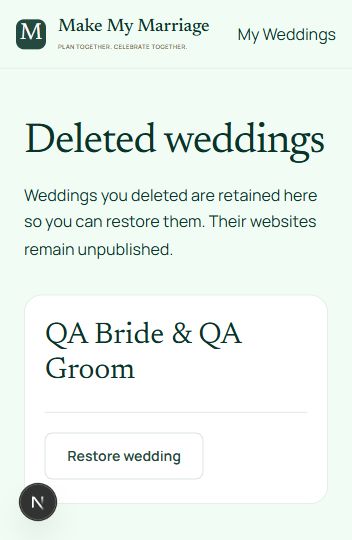 M
Make My Marriage
PLAN TOGETHER. CELEBRATE TOGETHER.
My Weddings
Deleted weddings
Weddings you deleted are retained here
so you can restore them. Their websites
remain unpublished.
QA Bride & QA
Groom
Restore wedding
N